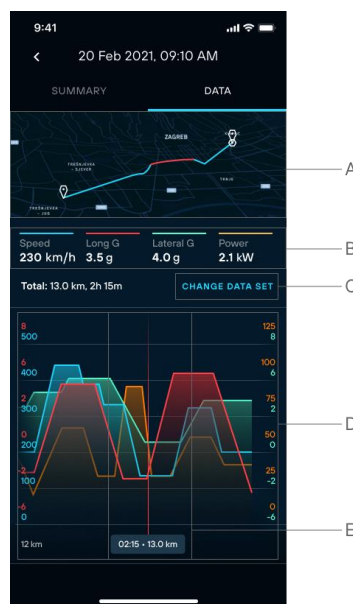 9:41
20 Feb 2021, 09:10 AM
SUMMARY DATA
ZAGREB
TREŠNJEVKA
- SJEVER
TRNJE
TREŠNJEVKA
- JUG
A
Speed Long G Lateral G Power
230 km/h 3.5 g 4.0 g 2.1 kW
B
Total: 13.0 km, 2h 15m CHANGE DATA SET
C
8 125
500 8
6 100
400 6
2 75
300 2
D
0 50
200 0
-2 25
100 -2
-6 0
0 -6
E
12 km 02:15 • 13.0 km